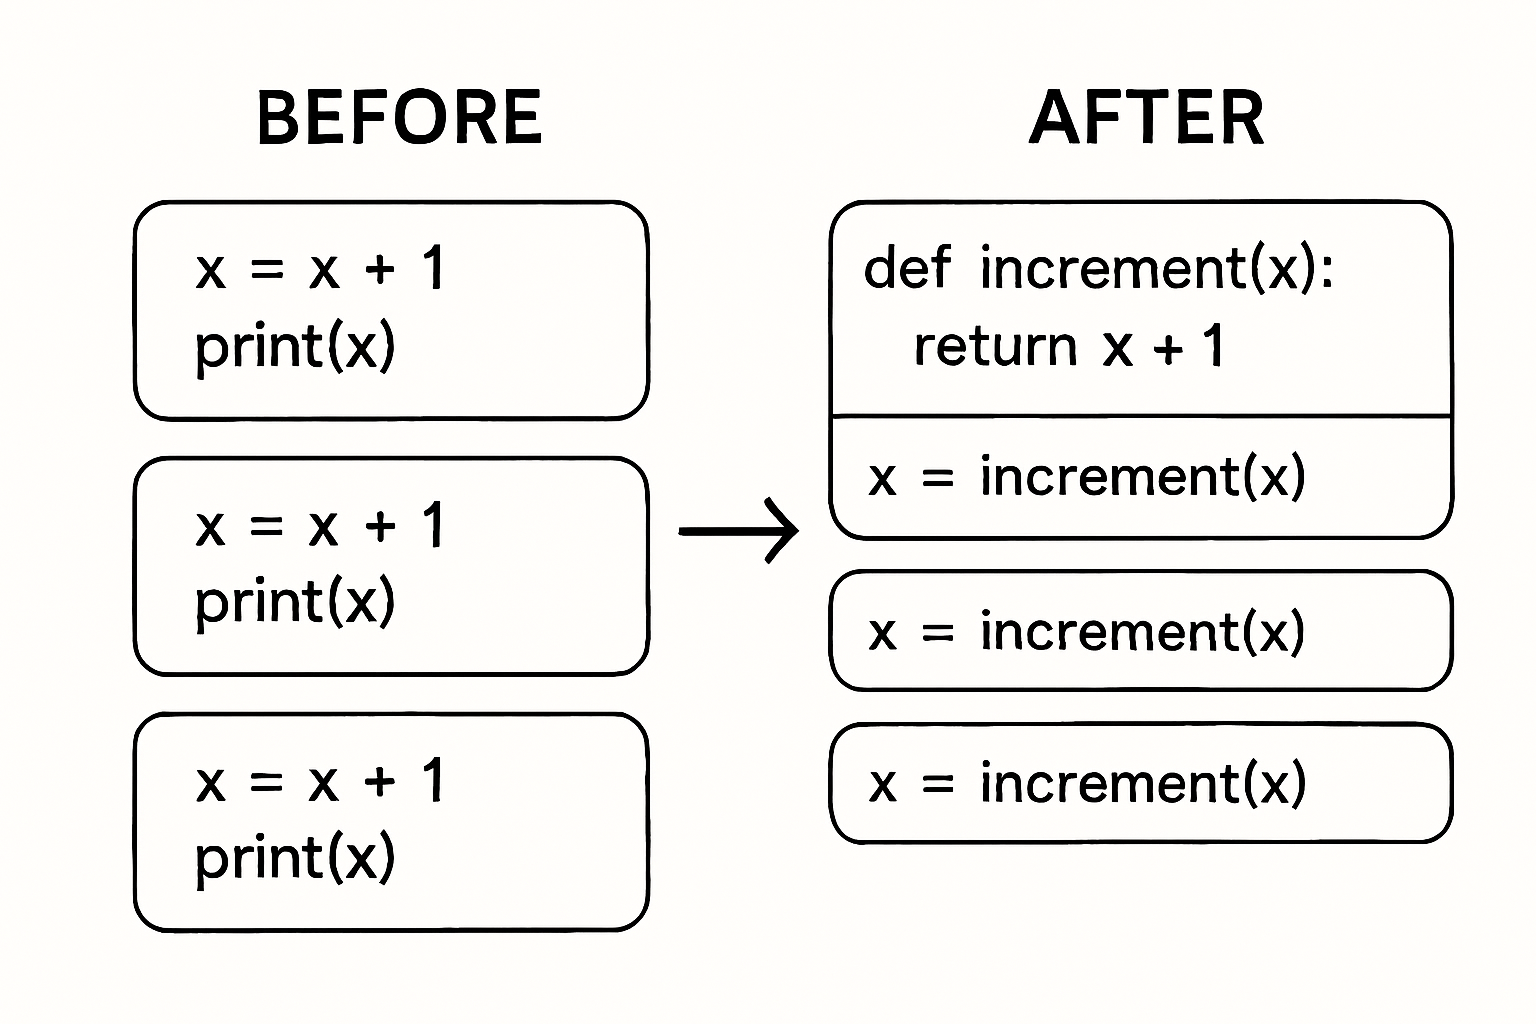 BEFORE
x = x + 1
print(x)
x = x + 1
print(x)
x = x + 1
print(x)
AFTER
def increment(x):
return x + 1
x = increment(x)
x = increment(x)
x = increment(x)